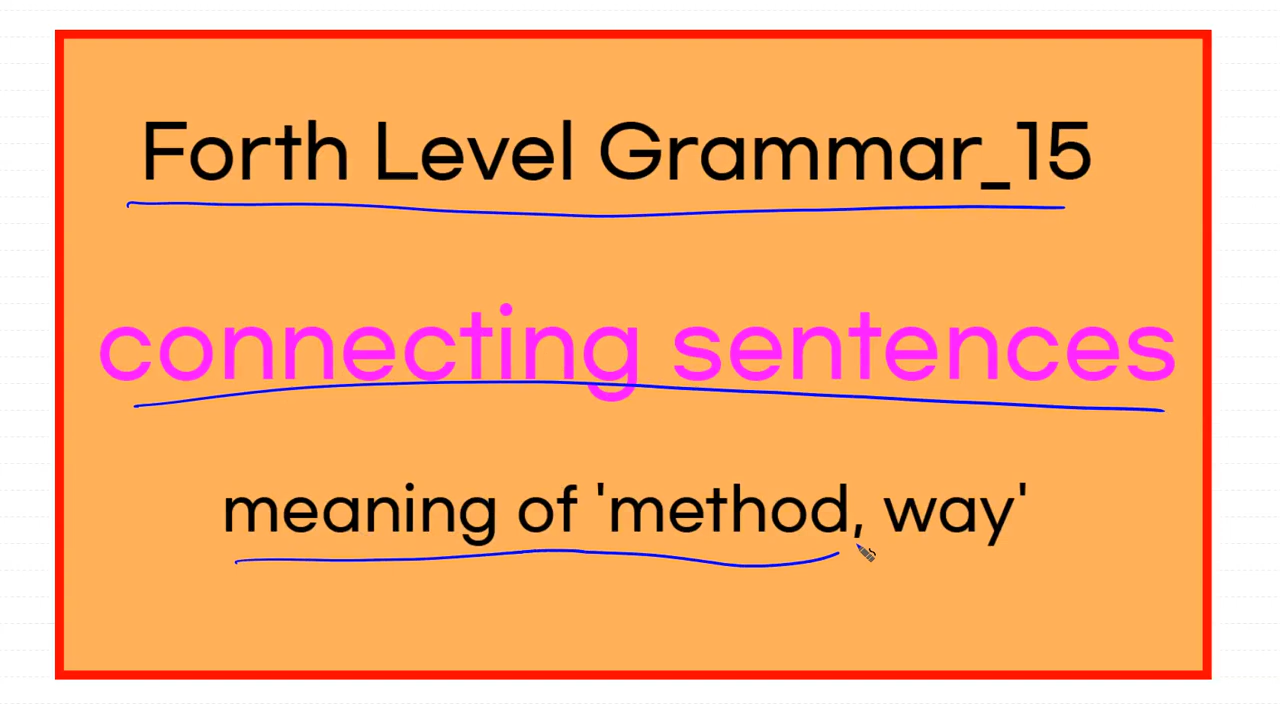 Forth Level Grammar_15
connecting sentences
meaning of 'method, way'